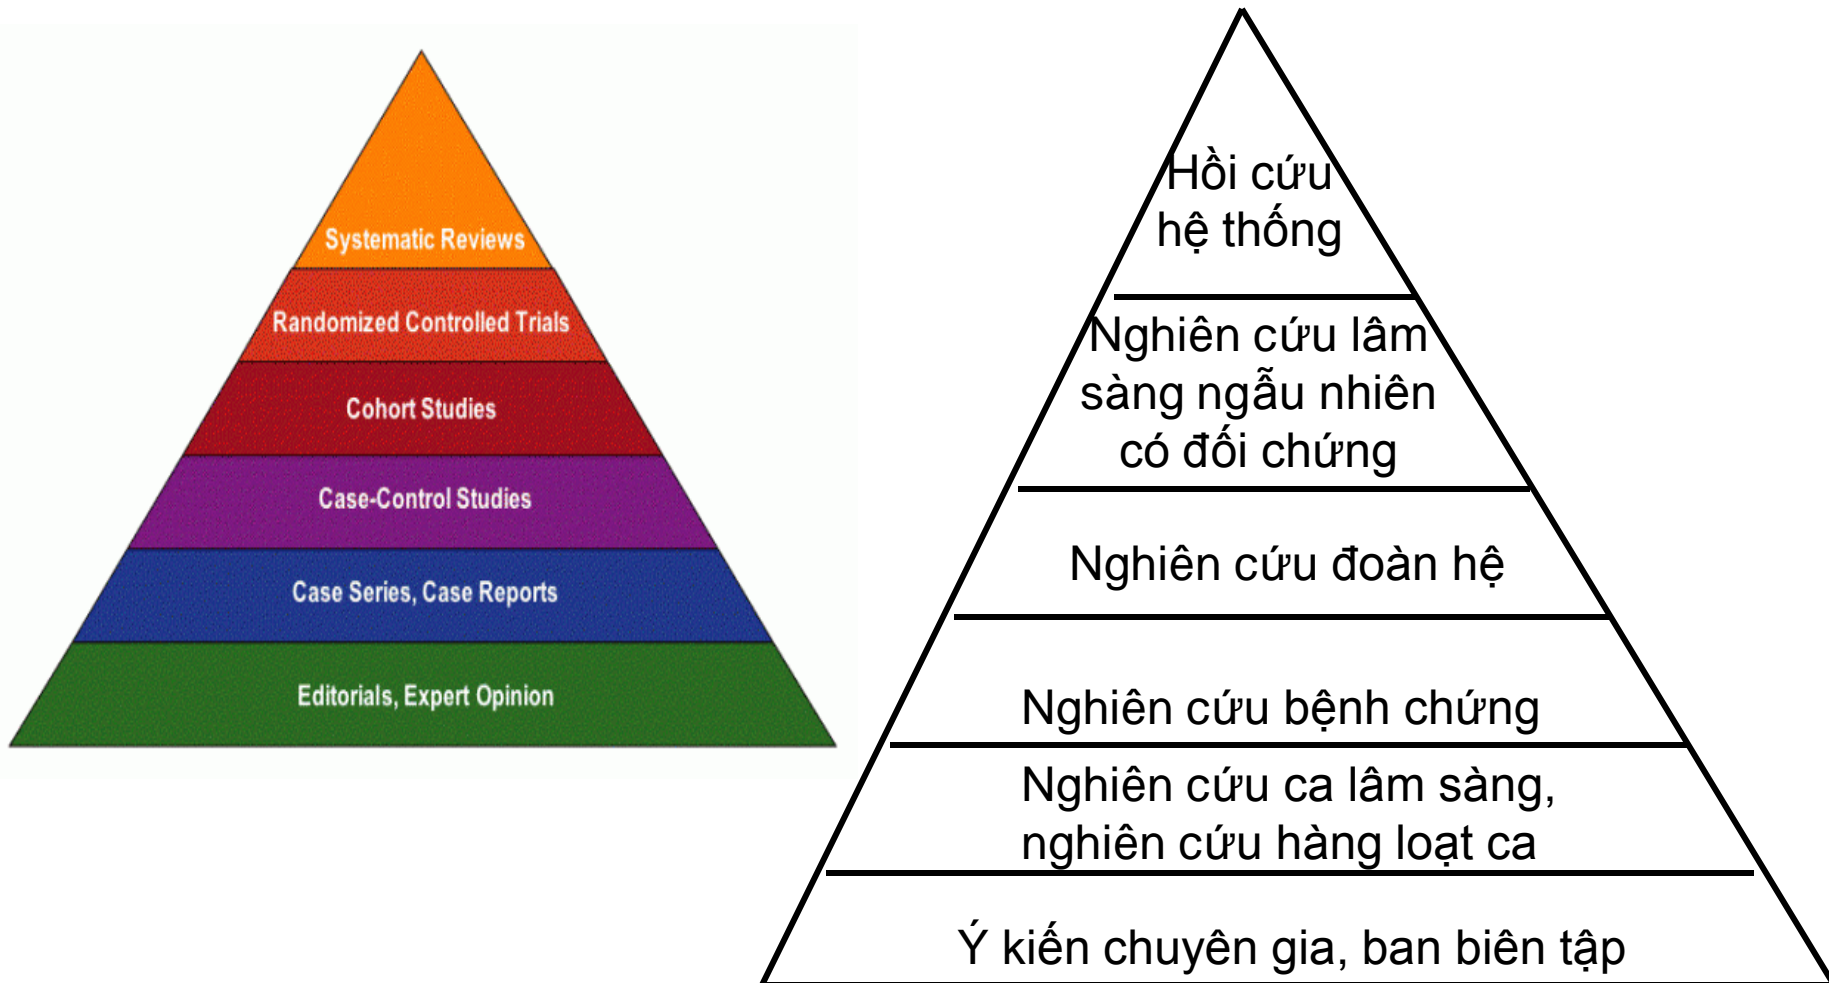 Systematic Reviews
Randomized Controlled Trials
Cohort Studies
Case-Control Studies
Case Series, Case Reports
Editorials, Expert Opinion
Hồi cứu
hệ thống
Nghiên cứu lâm
sàng ngẫu nhiên
có đối chứng
Nghiên cứu đoàn hệ
Nghiên cứu bệnh chứng
Nghiên cứu ca lâm sàng,
nghiên cứu hàng loạt ca
Ý kiến chuyên gia, ban biên tập